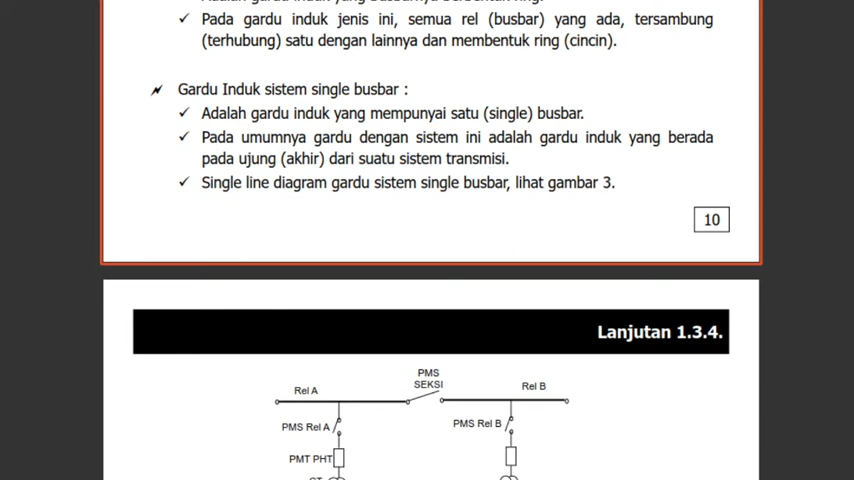 ✓ Pada gardu induk jenis ini, semua rel (busbar) yang ada, tersambung
(terhubung) satu dengan lainnya dan membentuk ring (cincin).
Gardu Induk sistem single busbar :
✓ Adalah gardu induk yang mempunyai satu (single) busbar.
✓ Pada umumnya gardu dengan sistem ini adalah gardu induk yang berada
pada ujung (akhir) dari suatu sistem transmisi.
✓ Single line diagram gardu sistem single busbar, lihat gambar 3.
10
Lanjutan 1.3.4.
PMS
SEKSI
Rel A
Rel B
PMS Rel A
PMS Rel B
PMT PHT